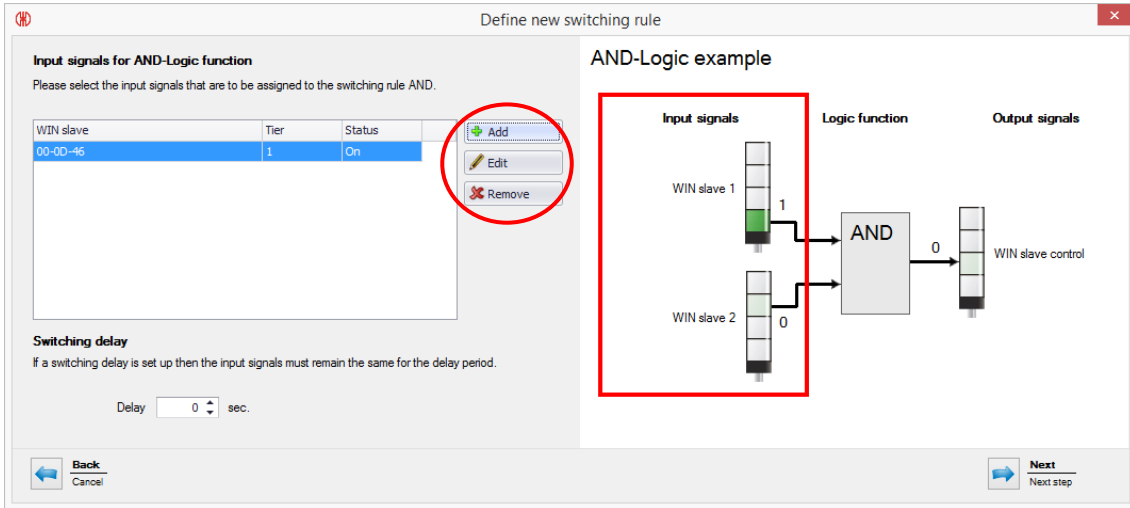 Define new switching rule
Input signals for AND-Logic function
Please select the input signals that are to be assigned to the switching rule AND.
WIN slave Tier Status
00-0D-46 1 On
Add
Edit
Remove
Switching delay
If a switching delay is set up then the input signals must remain the same for the delay period.
Delay 0 sec.
AND-Logic example
Input signals Logic function Output signals
WIN slave 1
1
AND
0
WIN slave control
WIN slave 2
0
Back
Cancel
Next
Next step